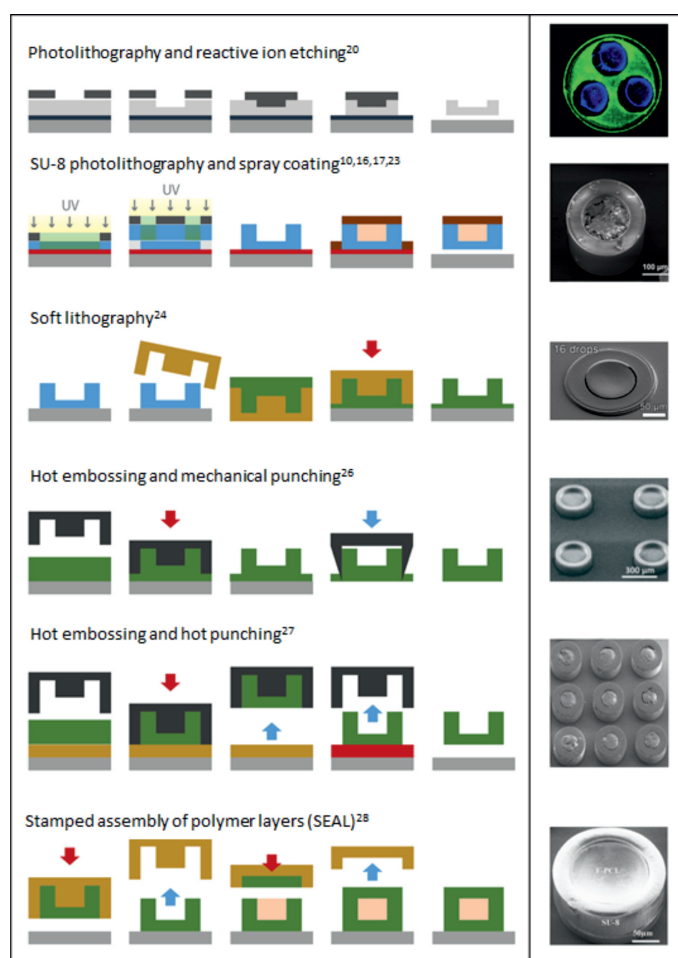 Photolithography and reactive ion etching20
SU-8 photolithography and spray coating10,16,17,23
UV
UV
100 µm
Soft lithography24
16 drops
50 µm
Hot embossing and mechanical punching26
300 µm
Hot embossing and hot punching27
Stamped assembly of polymer layers (SEAL)28
F-PCL
SU-8
50µm